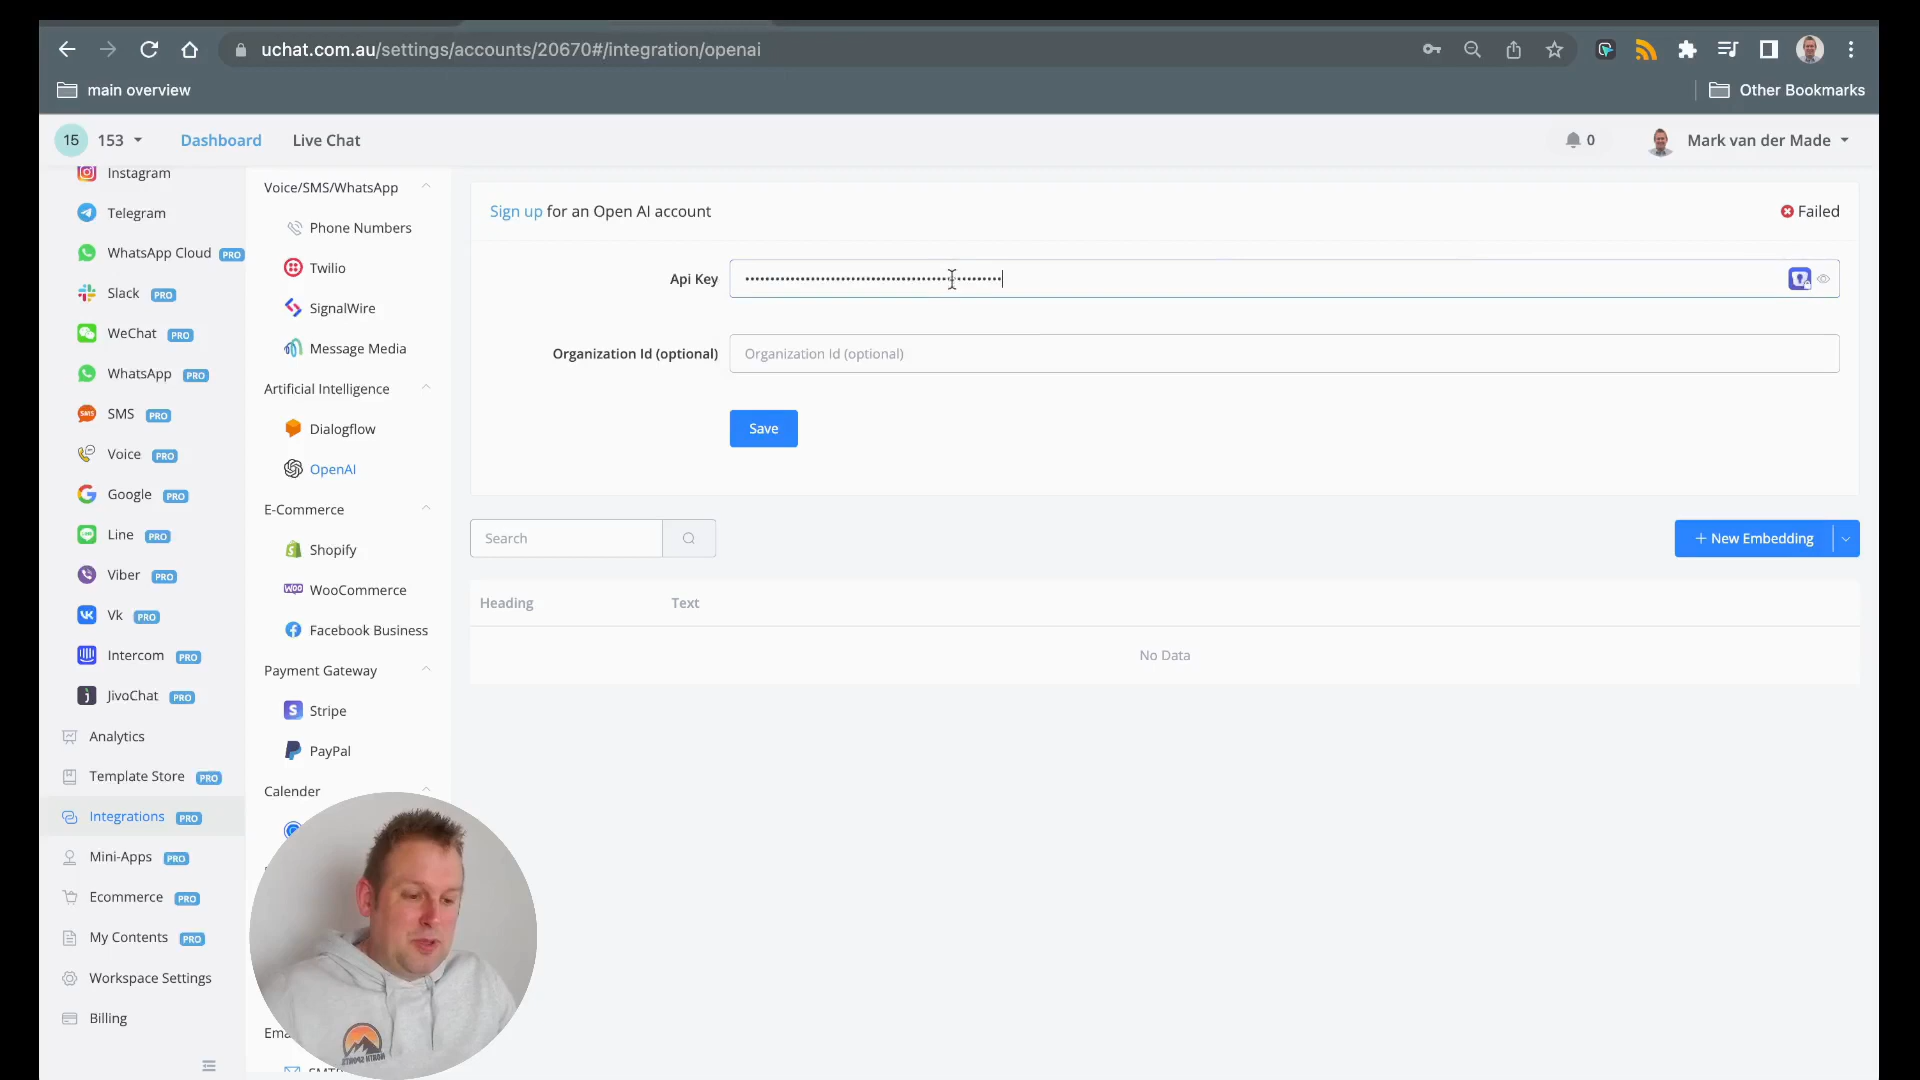 uchat.com.au/settings/accounts/20670#/integration/openai
main overview
Other Bookmarks
15 153
Dashboard
Live Chat
0
Mark van der Made
Instagram
Telegram
WhatsApp Cloud PRO
Slack PRO
WeChat PRO
WhatsApp PRO
SMS PRO
Voice PRO
Google PRO
Line PRO
Viber PRO
Vk PRO
Intercom PRO
JivoChat PRO
Analytics
Template Store PRO
Integrations PRO
Mini-Apps PRO
Ecommerce PRO
My Contents PRO
Workspace Settings
Billing
Voice/SMS/WhatsApp
Phone Numbers
Twilio
SignalWire
Message Media
Artificial Intelligence
Dialogflow
OpenAI
E-Commerce
Shopify
WooCommerce
Facebook Business
Payment Gateway
Stripe
PayPal
Calender
Sign up for an Open AI account
Failed
Api Key
Organization Id (optional)
Organization Id (optional)
Save
Search
+ New Embedding
Heading
Text
No Data